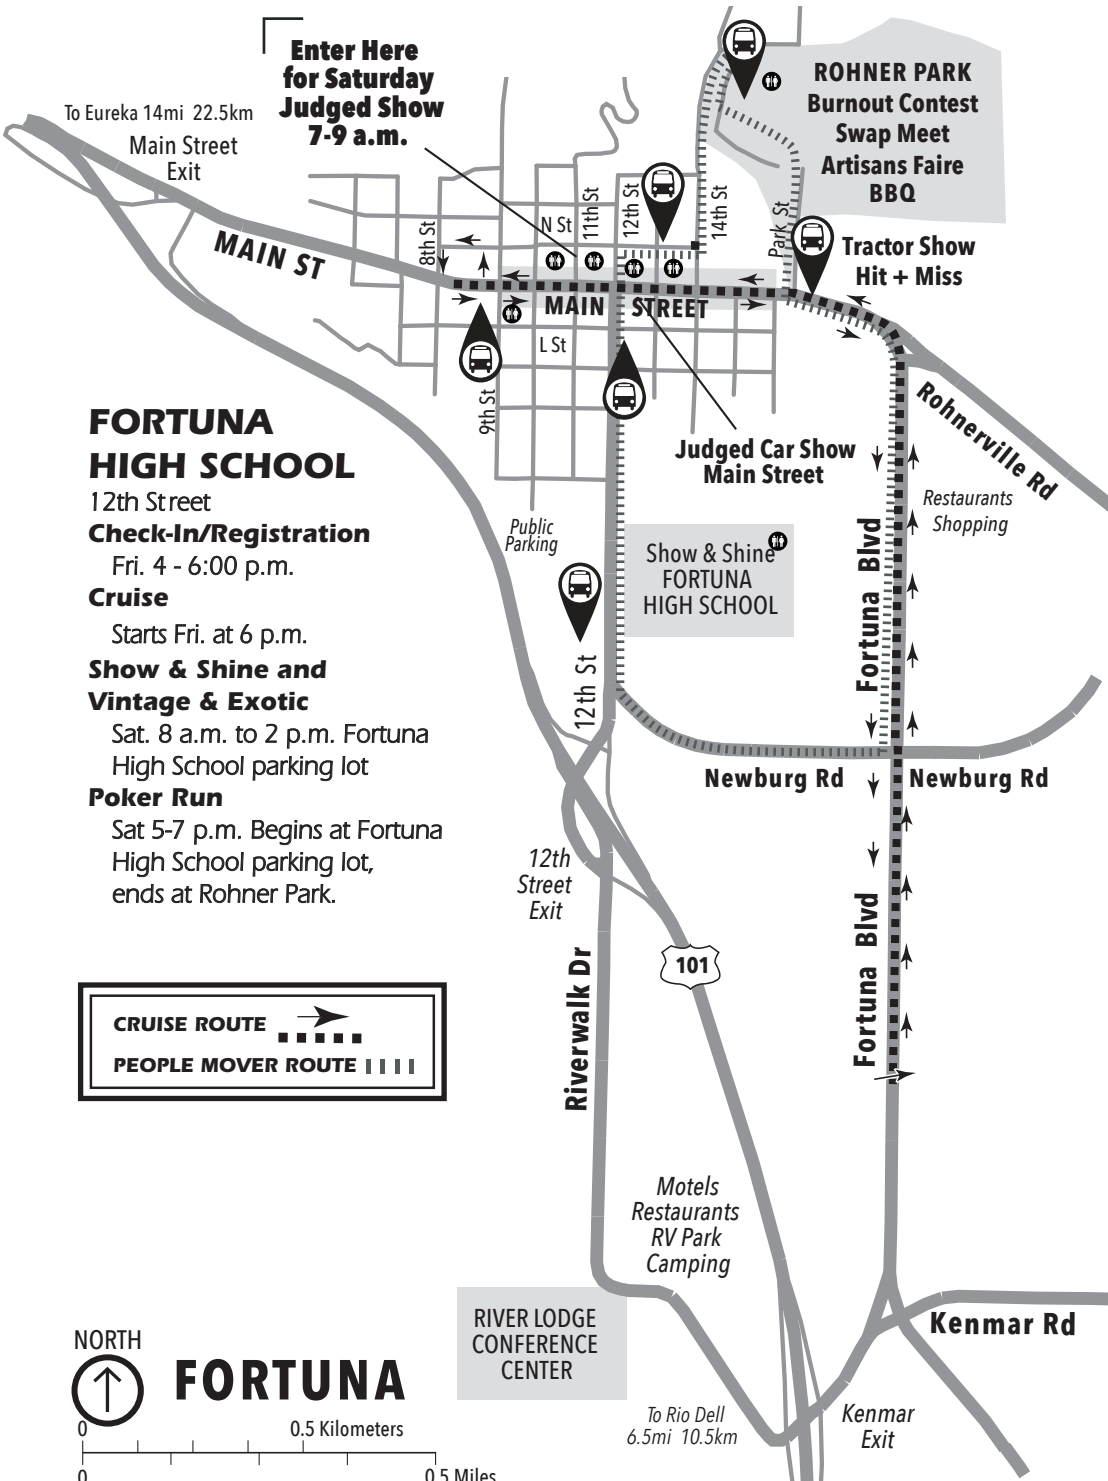 Enter Here
for Saturday
Judged Show
7-9 a.m.
To Eureka 14mi  22.5km
Main Street
Exit
MAIN ST
8th St
N St
11th St
12th St
14th St
Park St
ROHNER PARK
Burnout Contest
Swap Meet
Artisans Faire
BBQ
Tractor Show
Hit + Miss
MAIN STREET
L St
9th St
Judged Car Show
Main Street
Rohnerville Rd
Restaurants
Shopping
FORTUNA
HIGH SCHOOL
12th Street
Check-In/Registration
Fri. 4 - 6:00 p.m.
Cruise
Starts Fri. at 6 p.m.
Show & Shine and
Vintage & Exotic
Sat. 8 a.m. to 2 p.m. Fortuna
High School parking lot
Poker Run
Sat 5-7 p.m. Begins at Fortuna
High School parking lot,
ends at Rohner Park.
Public
Parking
Show & Shine
FORTUNA
HIGH SCHOOL
Fortuna Blvd
12th St
Newburg Rd
Newburg Rd
12th
Street
Exit
Riverwalk Dr
101
Fortuna Blvd
CRUISE ROUTE
PEOPLE MOVER ROUTE
Motels
Restaurants
RV Park
Camping
RIVER LODGE
CONFERENCE
CENTER
Kenmar Rd
To Rio Dell
6.5mi  10.5km
Kenmar
Exit
NORTH
FORTUNA
0 0.5 Kilometers
0 0.5 Miles